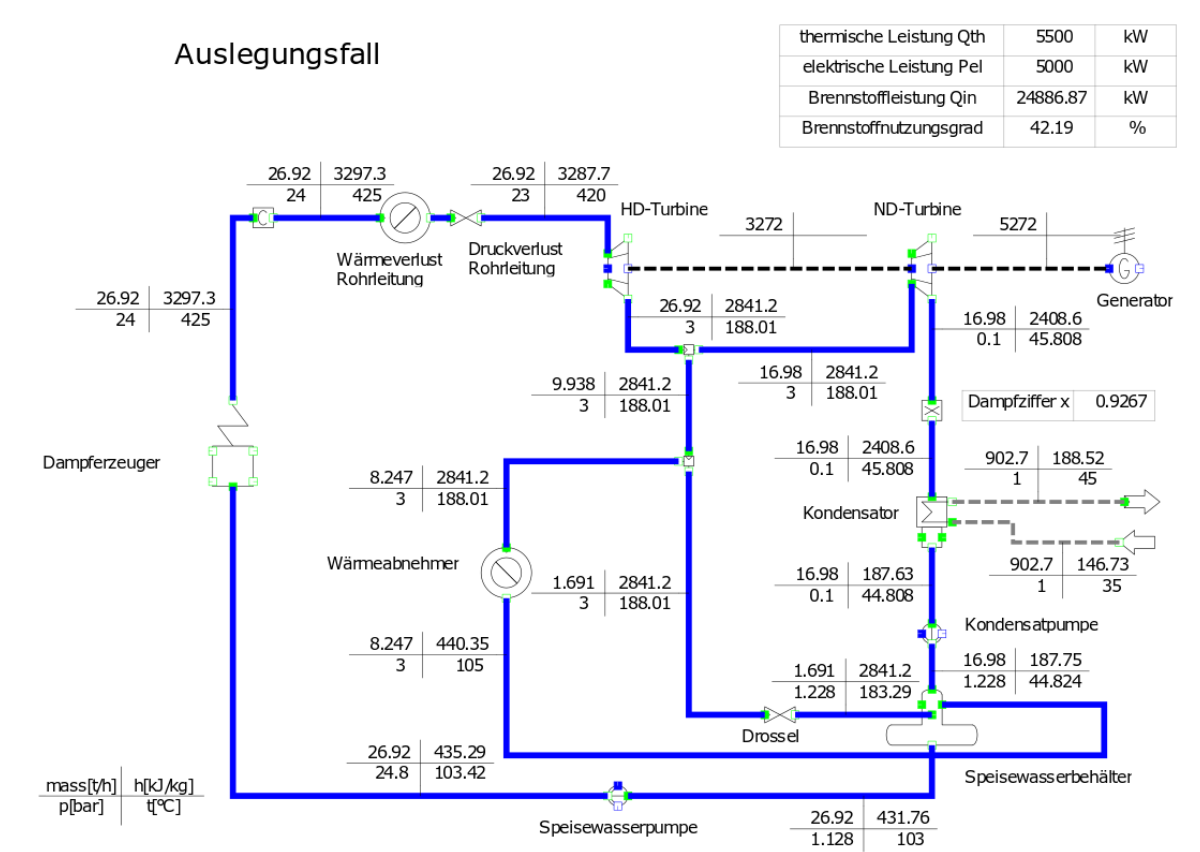 Auslegungsfall
thermische Leistung Qth 5500 kW
elektrische Leistung Pel 5000 kW
Brennstoffleistung Qin 24886.87 kW
Brennstoffnutzungsgrad 42.19 %
26.92 3297.3
24 425
26.92 3287.7
23 420
HD-Turbine
ND-Turbine
3272
5272
C
Wärmeverlust
Rohrleitung
Druckverlust
Rohrleitung
G
Generator
26.92 3297.3
24 425
26.92 2841.2
3 188.01
16.98 2408.6
0.1 45.808
9.938 2841.2
3 188.01
16.98 2841.2
3 188.01
Dampfziffer x 0.9267
Dampferzeuger
8.247 2841.2
3 188.01
16.98 2408.6
0.1 45.808
902.7 188.52
1 45
Kondensator
Wärmeabnehmer
1.691 2841.2
3 188.01
16.98 187.63
0.1 44.808
902.7 146.73
1 35
Kondensatpumpe
8.247 440.35
3 105
1.691 2841.2
1.228 183.29
16.98 187.75
1.228 44.824
Drossel
26.92 435.29
24.8 103.42
Speisewasserbehälter
mass[t/h] h[kJ/kg]
p[bar] t[°C]
Speisewasserpumpe
26.92 431.76
1.128 103